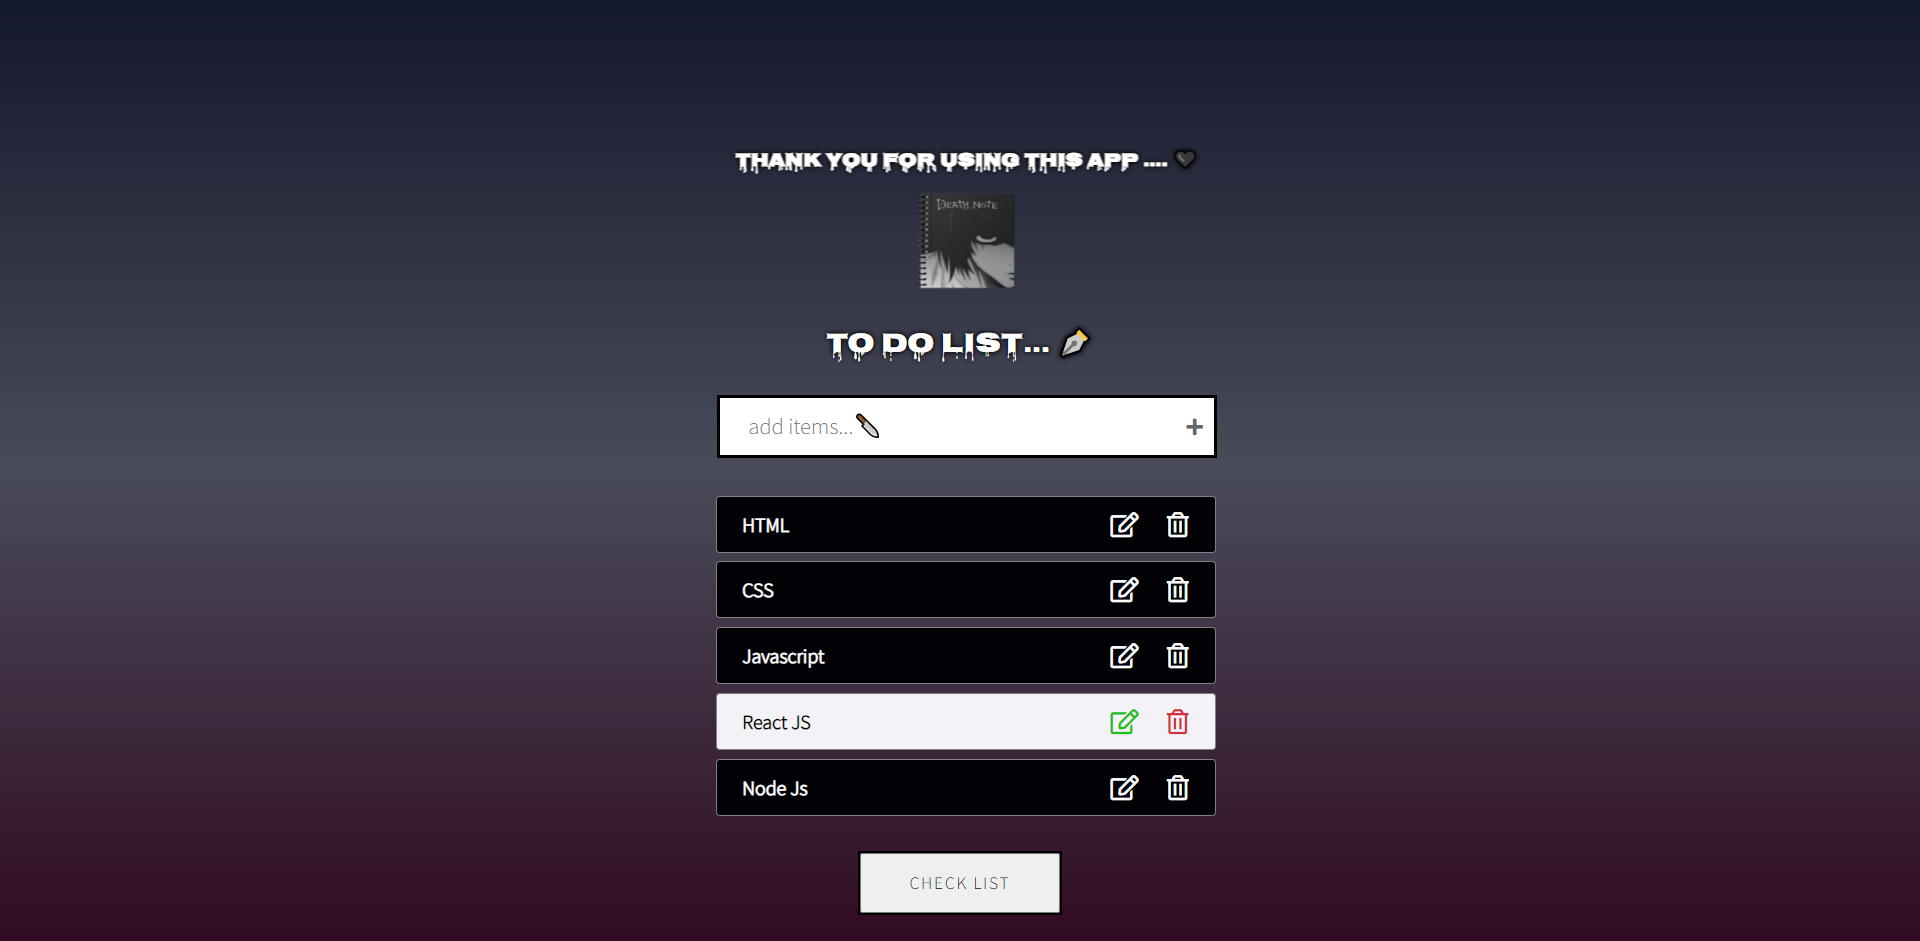 THANK YOU FOR USING THIS APP .... 🖤
DEATH NOTE
TO DO LIST... ✒️
add items...🔪
HTML
CSS
Javascript
React JS
Node Js
CHECK LIST